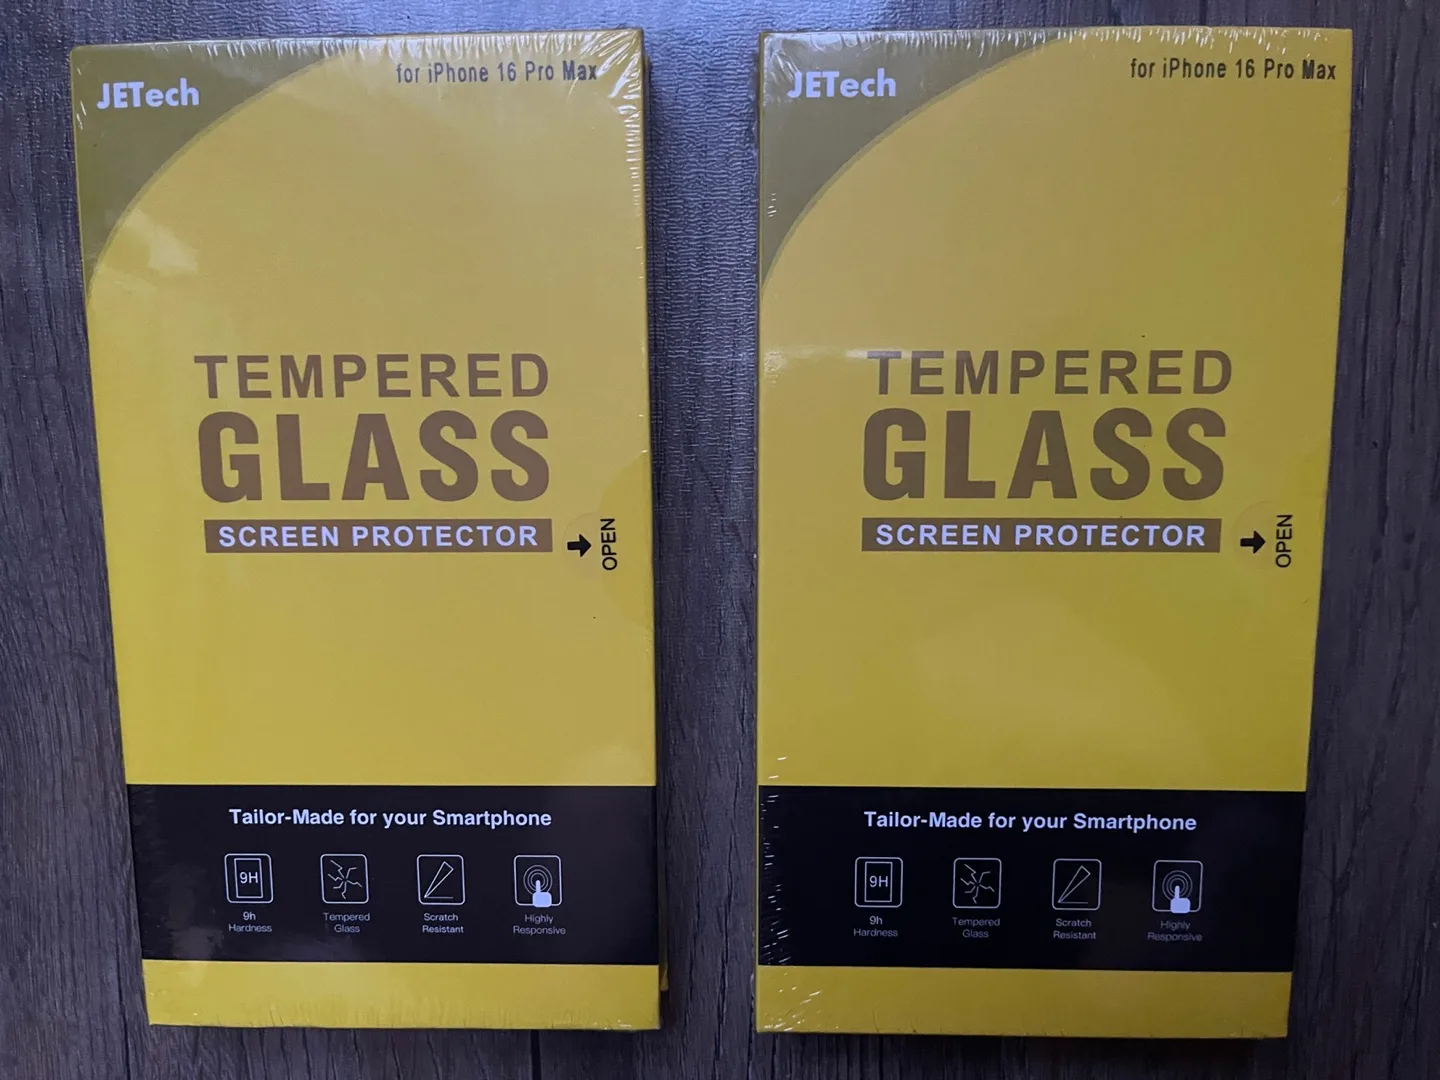 JETech
for iPhone 16 Pro Max
TEMPERED
GLASS
SCREEN PROTECTOR
OPEN
Tailor-Made for your Smartphone
9H
9h
Hardness
Tempered
Glass
Scratch
Resistant
Highly
Responsive
JETech
for iPhone 16 Pro Max
TEMPERED
GLASS
SCREEN PROTECTOR
OPEN
Tailor-Made for your Smartphone
9H
9h
Hardness
Tempered
Glass
Scratch
Resistant
Highly
Responsive